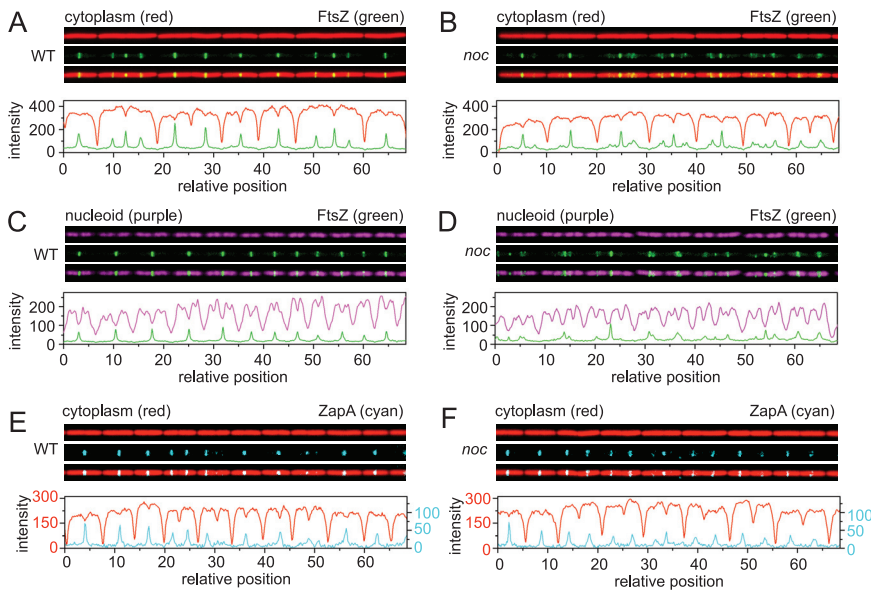 A
cytoplasm (red) FtsZ (green)
WT
intensity
400
200
0
0 10 20 30 40 50 60
relative position
B
cytoplasm (red) FtsZ (green)
noc
intensity
400
200
0
0 10 20 30 40 50 60
relative position
C
nucleoid (purple) FtsZ (green)
WT
intensity
200
100
0
0 10 20 30 40 50 60
relative position
D
nucleoid (purple) FtsZ (green)
noc
intensity
200
100
0
0 10 20 30 40 50 60
relative position
E
cytoplasm (red) ZapA (cyan)
WT
intensity
300
150
0
100
50
0
0 10 20 30 40 50 60
relative position
F
cytoplasm (red) ZapA (cyan)
noc
intensity
300
150
0
100
50
0
0 10 20 30 40 50 60
relative position